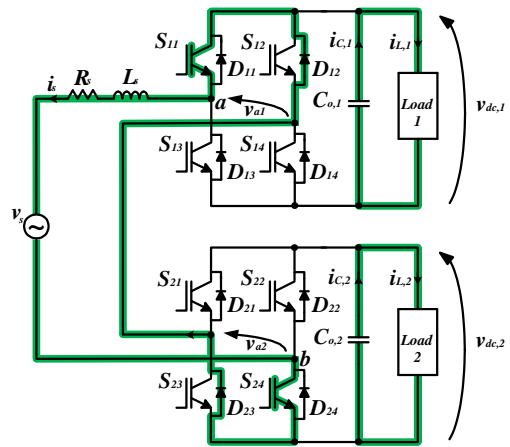 S11
S12
iC,1
iL,1
is
Rs
Ls
D11
D12
a
va1
Co,1
Load
1
vdc,1
S13
S14
D13
D14
vs
~
S21
S22
iC,2
iL,2
D21
D22
va2
Co,2
Load
2
vdc,2
b
S23
S24
D23
D24